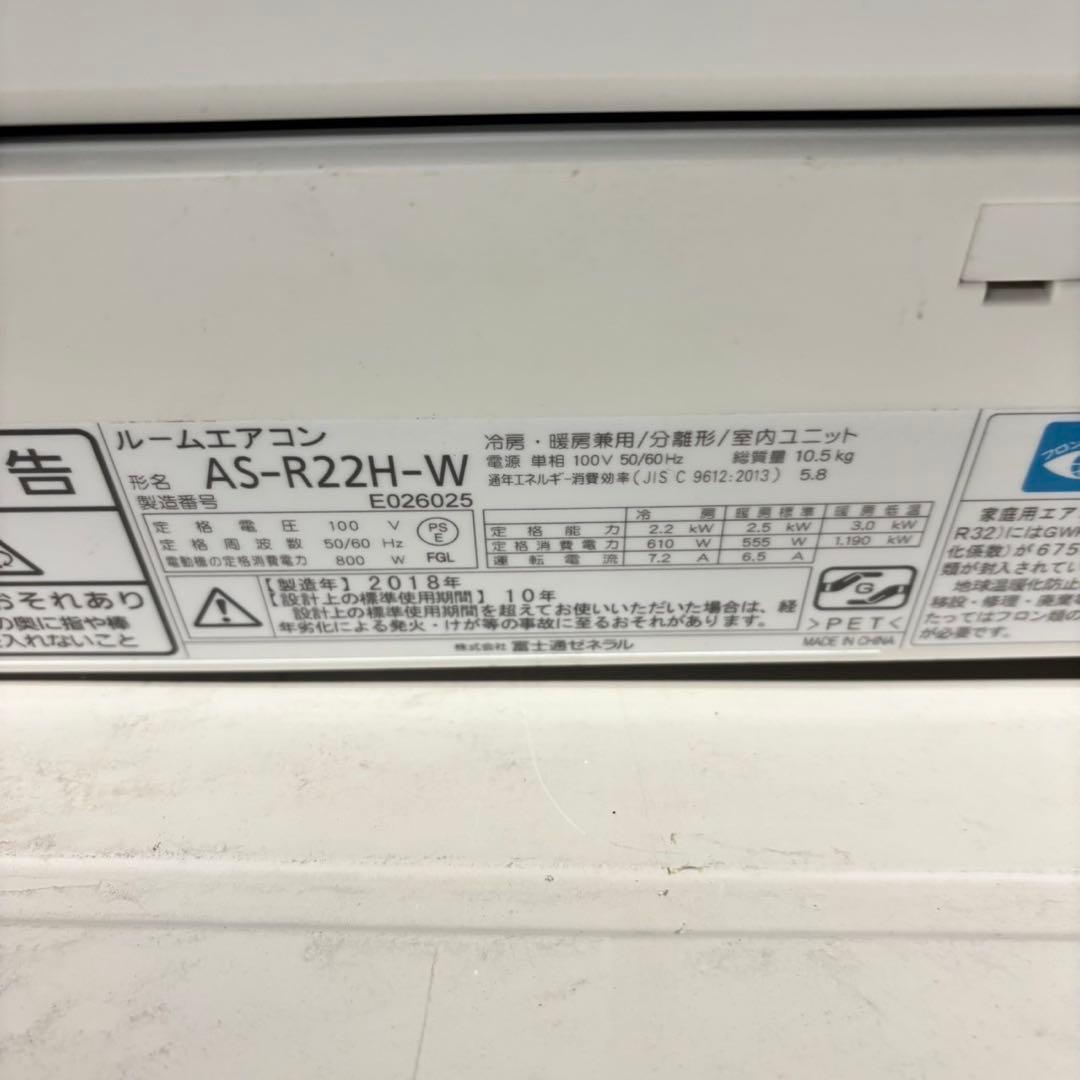 告
おそれあり
の奥に指や棒
入れないこと
ルームエアコン
形名 AS-R22H-W
製造番号 E026025
定格電圧 100 V
定格周波数 50/60 Hz
電動機の定格消費電力 800 W
PS
E
FGL
冷房・暖房兼用/分離形/室内ユニット
電源 単相 100V 50/60Hz 総質量 10.5kg
通年エネルギー消費効率(JIS C 9612:2013) 5.8
冷房 暖房標準 暖房低温
定格能力 2.2 kW 2.5 kW 3.0 kW
定格消費電力 610 W 555 W 1,190 kW
運転電流 7.2 A 6.5 A
【製造年】2018年
【設計上の標準使用期間】10年
設計上の標準使用期間を超えてお使いいただいた場合は、経
年劣化による発火・けが等の事故に至るおそれがあります。
G
>PET<
株式会社 富士通ゼネラル
MADE IN CHINA
フロン
家庭用エア
R32)にはGWP
化係数)が675
類が封入されてい
地球温暖化防止
移設・修理・廃棄
たってはフロン類の
が必要です。